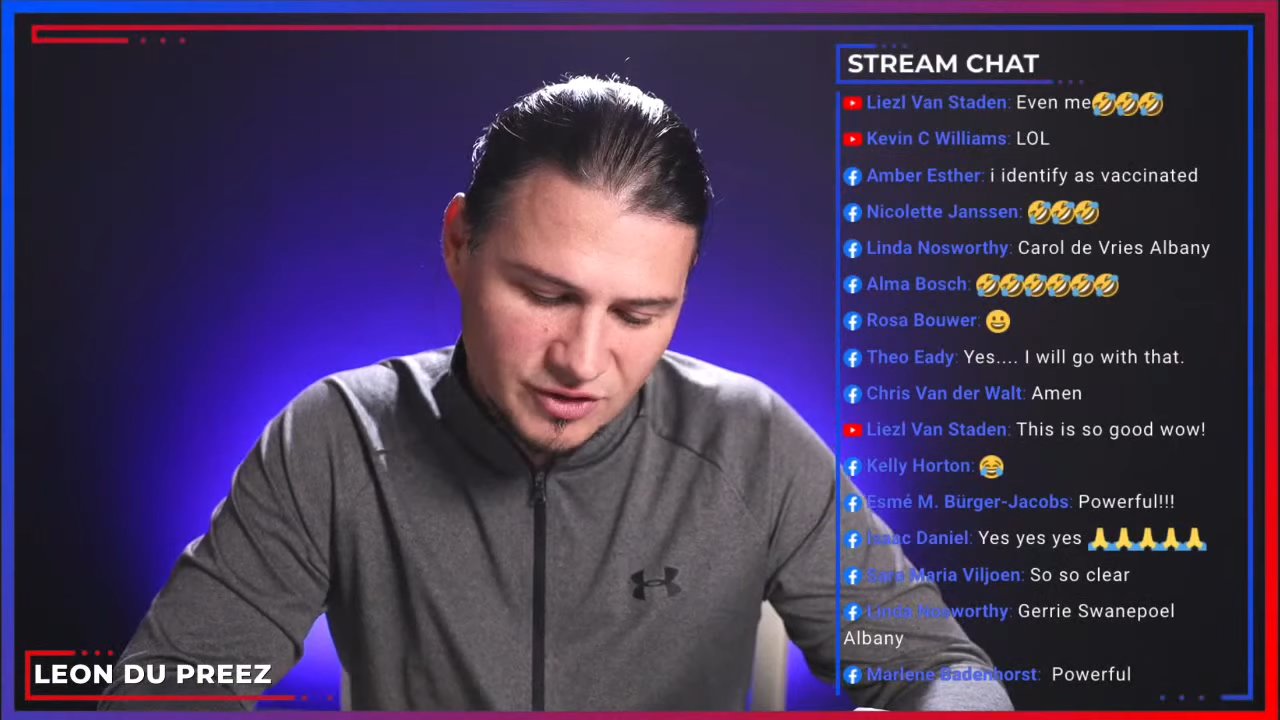 STREAM CHAT
Liezl Van Staden: Even me🤣🤣🤣
Kevin C Williams: LOL
Amber Esther: i identify as vaccinated
Nicolette Janssen: 🤣🤣🤣
Linda Nosworthy: Carol de Vries Albany
Alma Bosch: 🤣🤣🤣🤣🤣🤣
Rosa Bouwer: 😀
Theo Eady: Yes.... I will go with that.
Chris Van der Walt: Amen
Liezl Van Staden: This is so good wow!
Kelly Horton: 😂
Esmé M. Bürger-Jacobs: Powerful!!!
Isaac Daniel: Yes yes yes 🙏🙏🙏🙏🙏
Sara Maria Viljoen: So so clear
Linda Nosworthy: Gerrie Swanepoel
Albany
Marlene Badenhorst: Powerful
LEON DU PREEZ